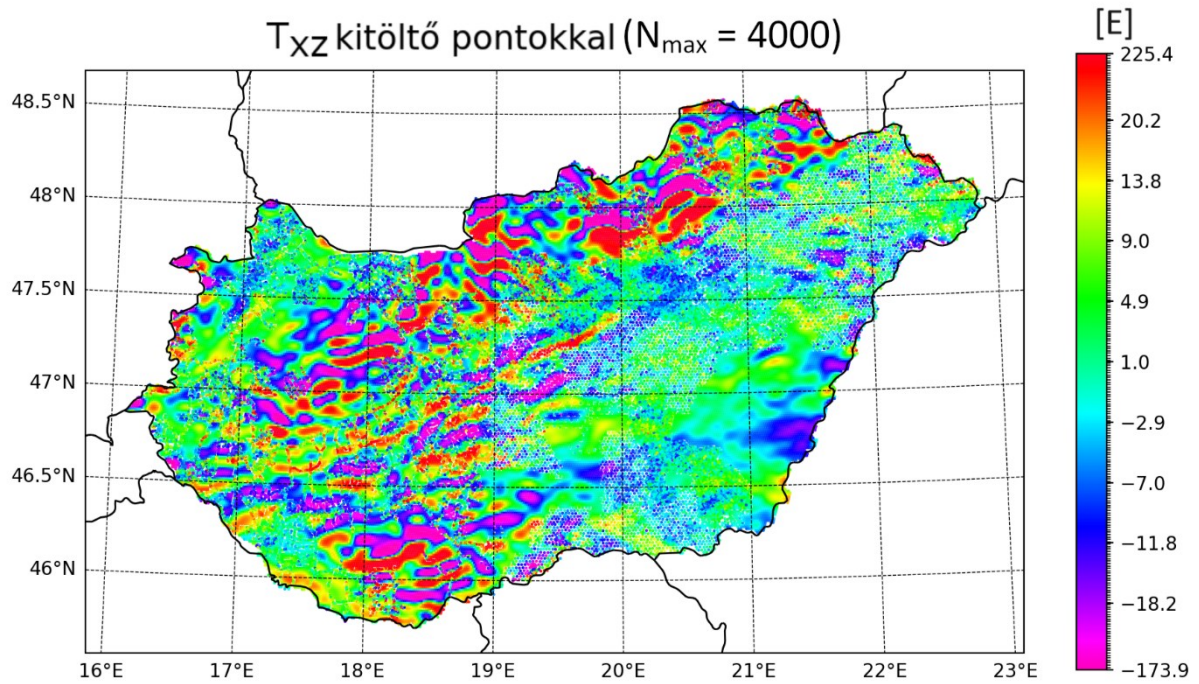 T_XZ kitöltő pontokkal (N_max = 4000)
[E]
225.4
20.2
13.8
9.0
4.9
1.0
−2.9
−7.0
−11.8
−18.2
−173.9
48.5°N
48°N
47.5°N
47°N
46.5°N
46°N
16°E 17°E 18°E 19°E 20°E 21°E 22°E 23°E